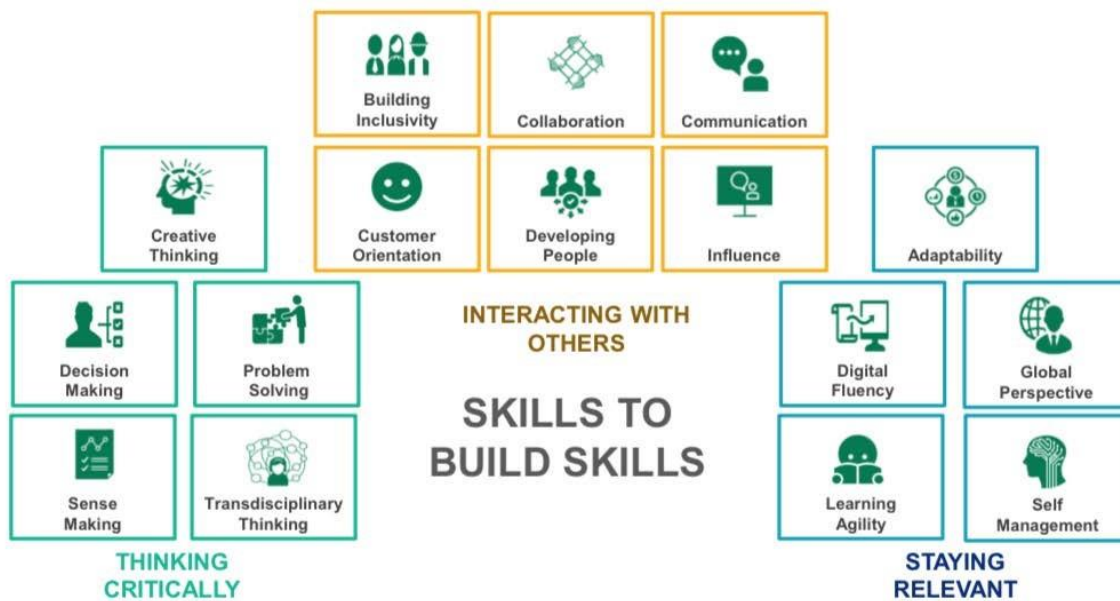 Building
Inclusivity
Collaboration
Communication
Creative
Thinking
Customer
Orientation
Developing
People
Influence
Adaptability
Decision
Making
Problem
Solving
INTERACTING WITH
OTHERS
Digital
Fluency
Global
Perspective
SKILLS TO
BUILD SKILLS
Sense
Making
Transdisciplinary
Thinking
Learning
Agility
Self
Management
THINKING
CRITICALLY
STAYING
RELEVANT